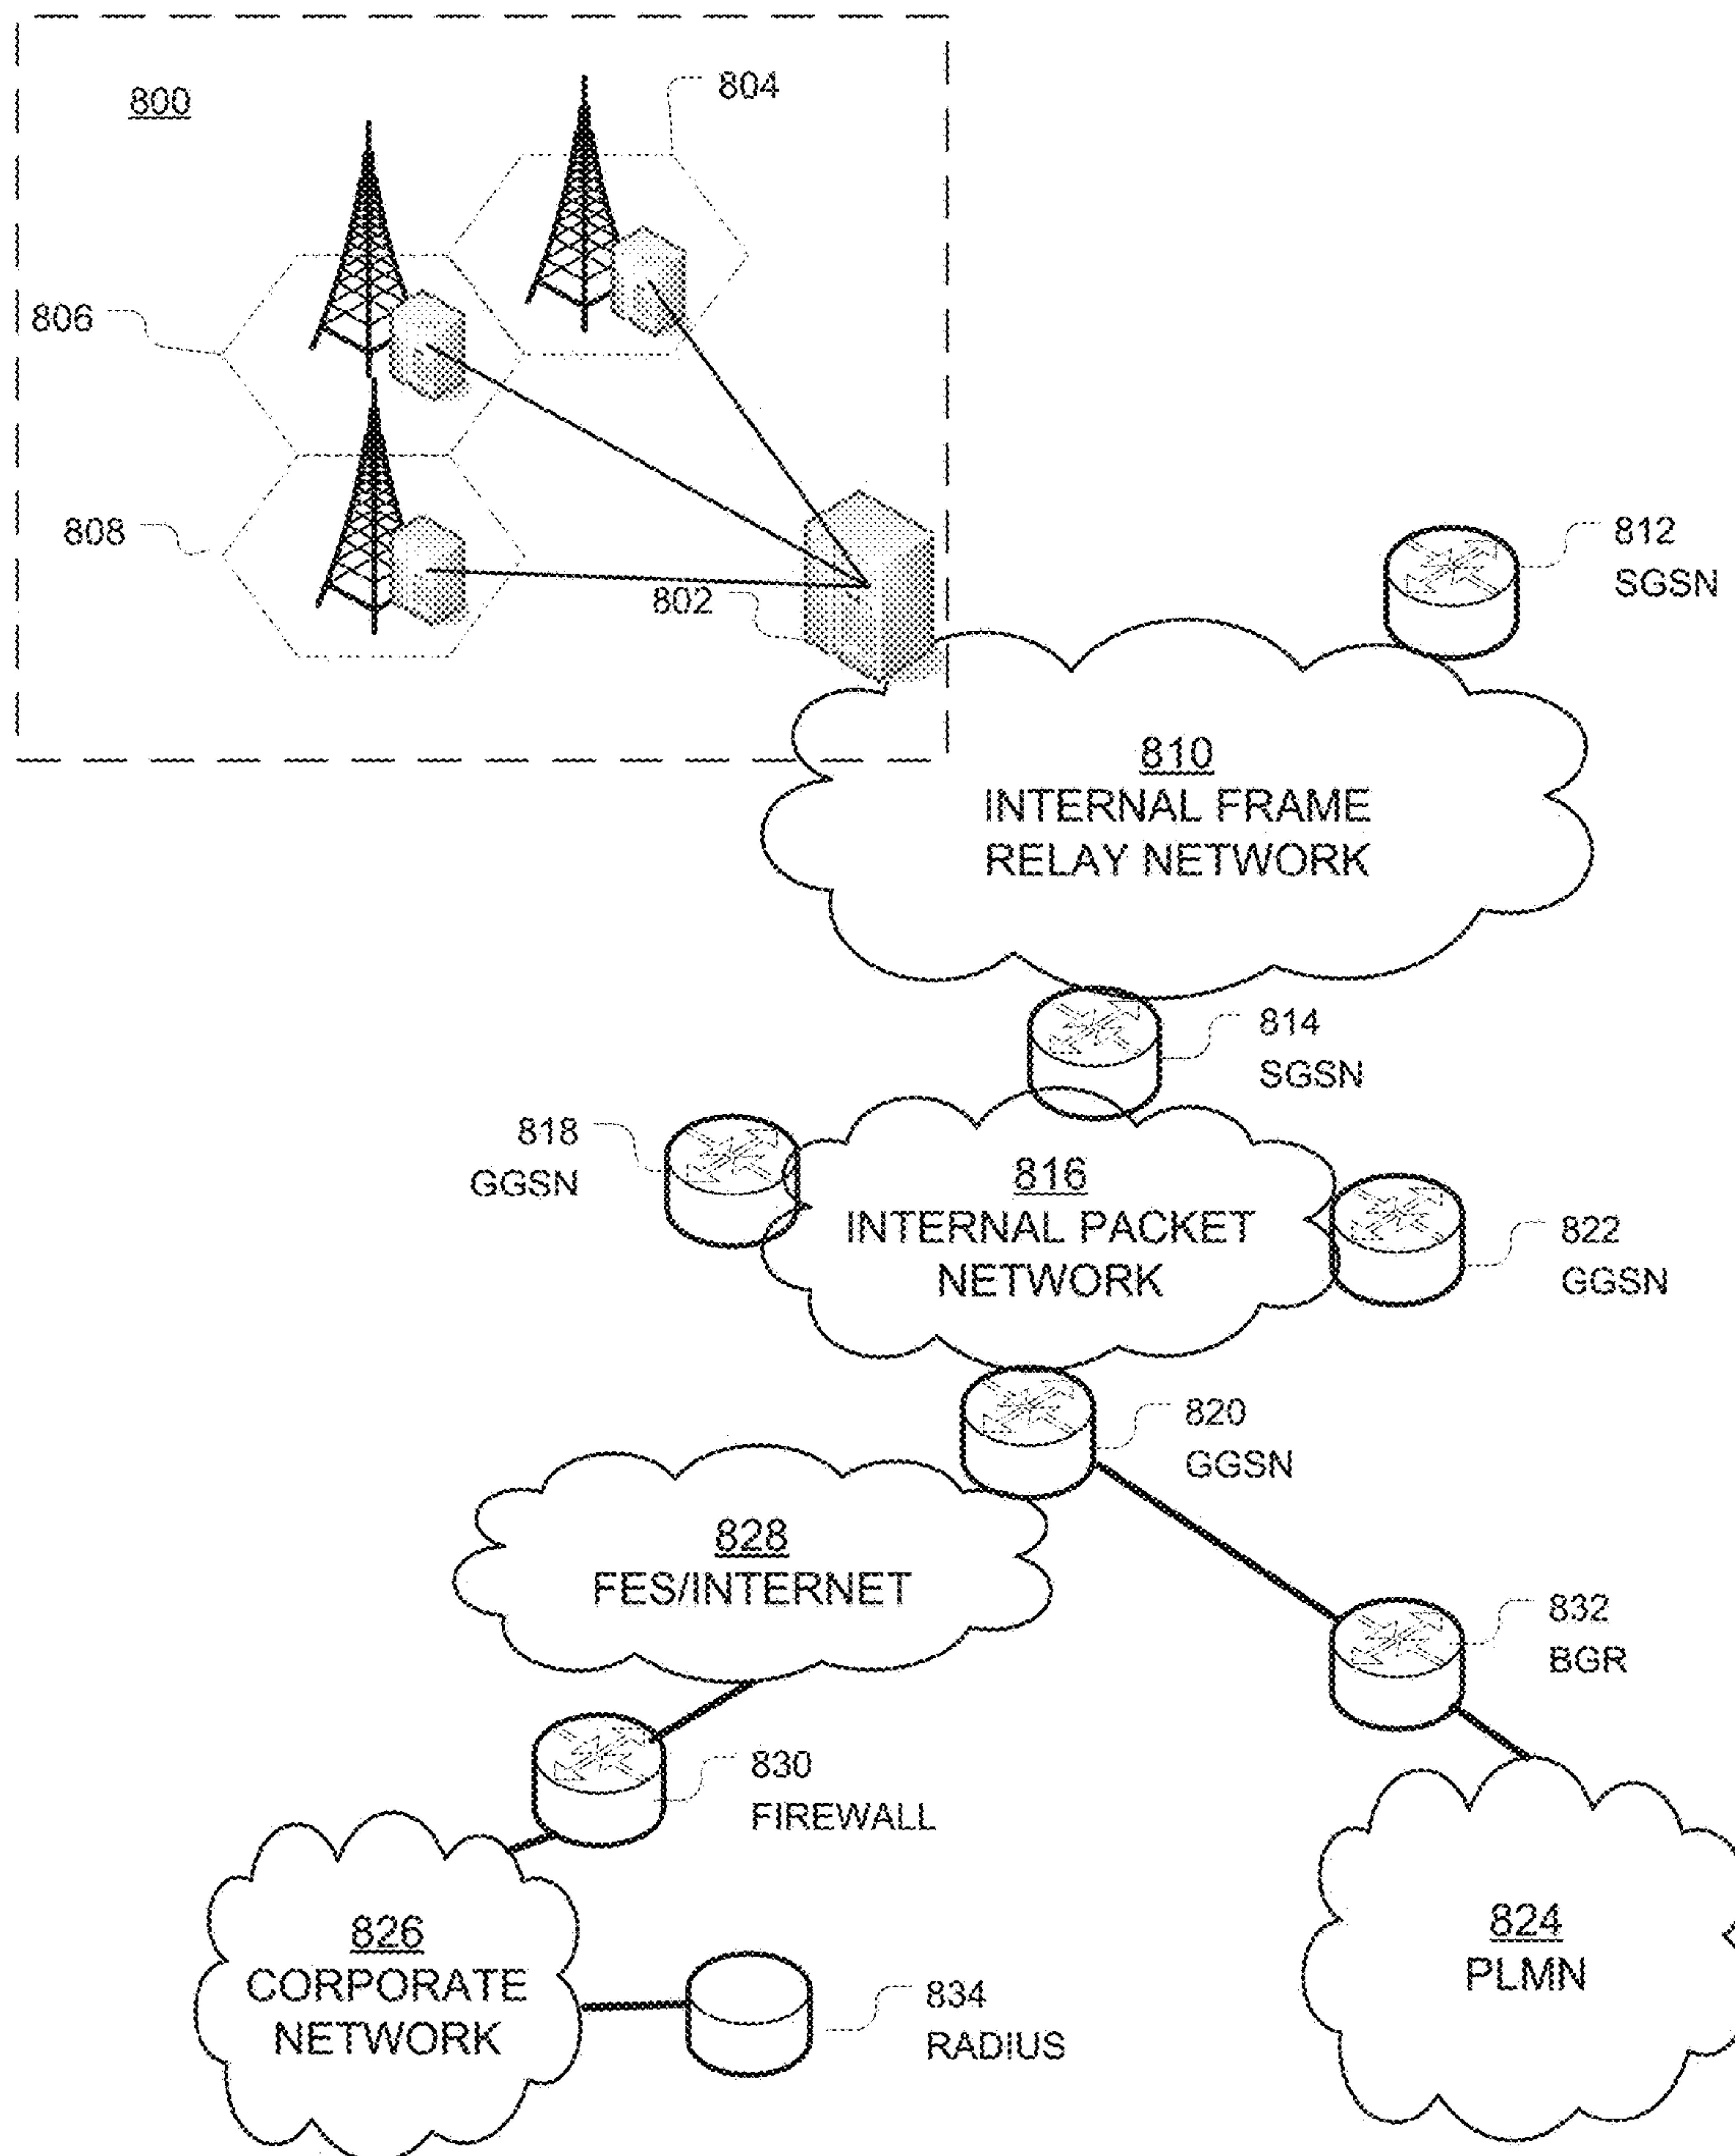 800
804
806
808
802
812
SGSN
810
INTERNAL FRAME
RELAY NETWORK
814
SGSN
818
GGSN
816
INTERNAL PACKET
NETWORK
822
GGSN
820
GGSN
828
FES/INTERNET
832
BGR
830
FIREWALL
826
CORPORATE
NETWORK
824
PLMN
834
RADIUS